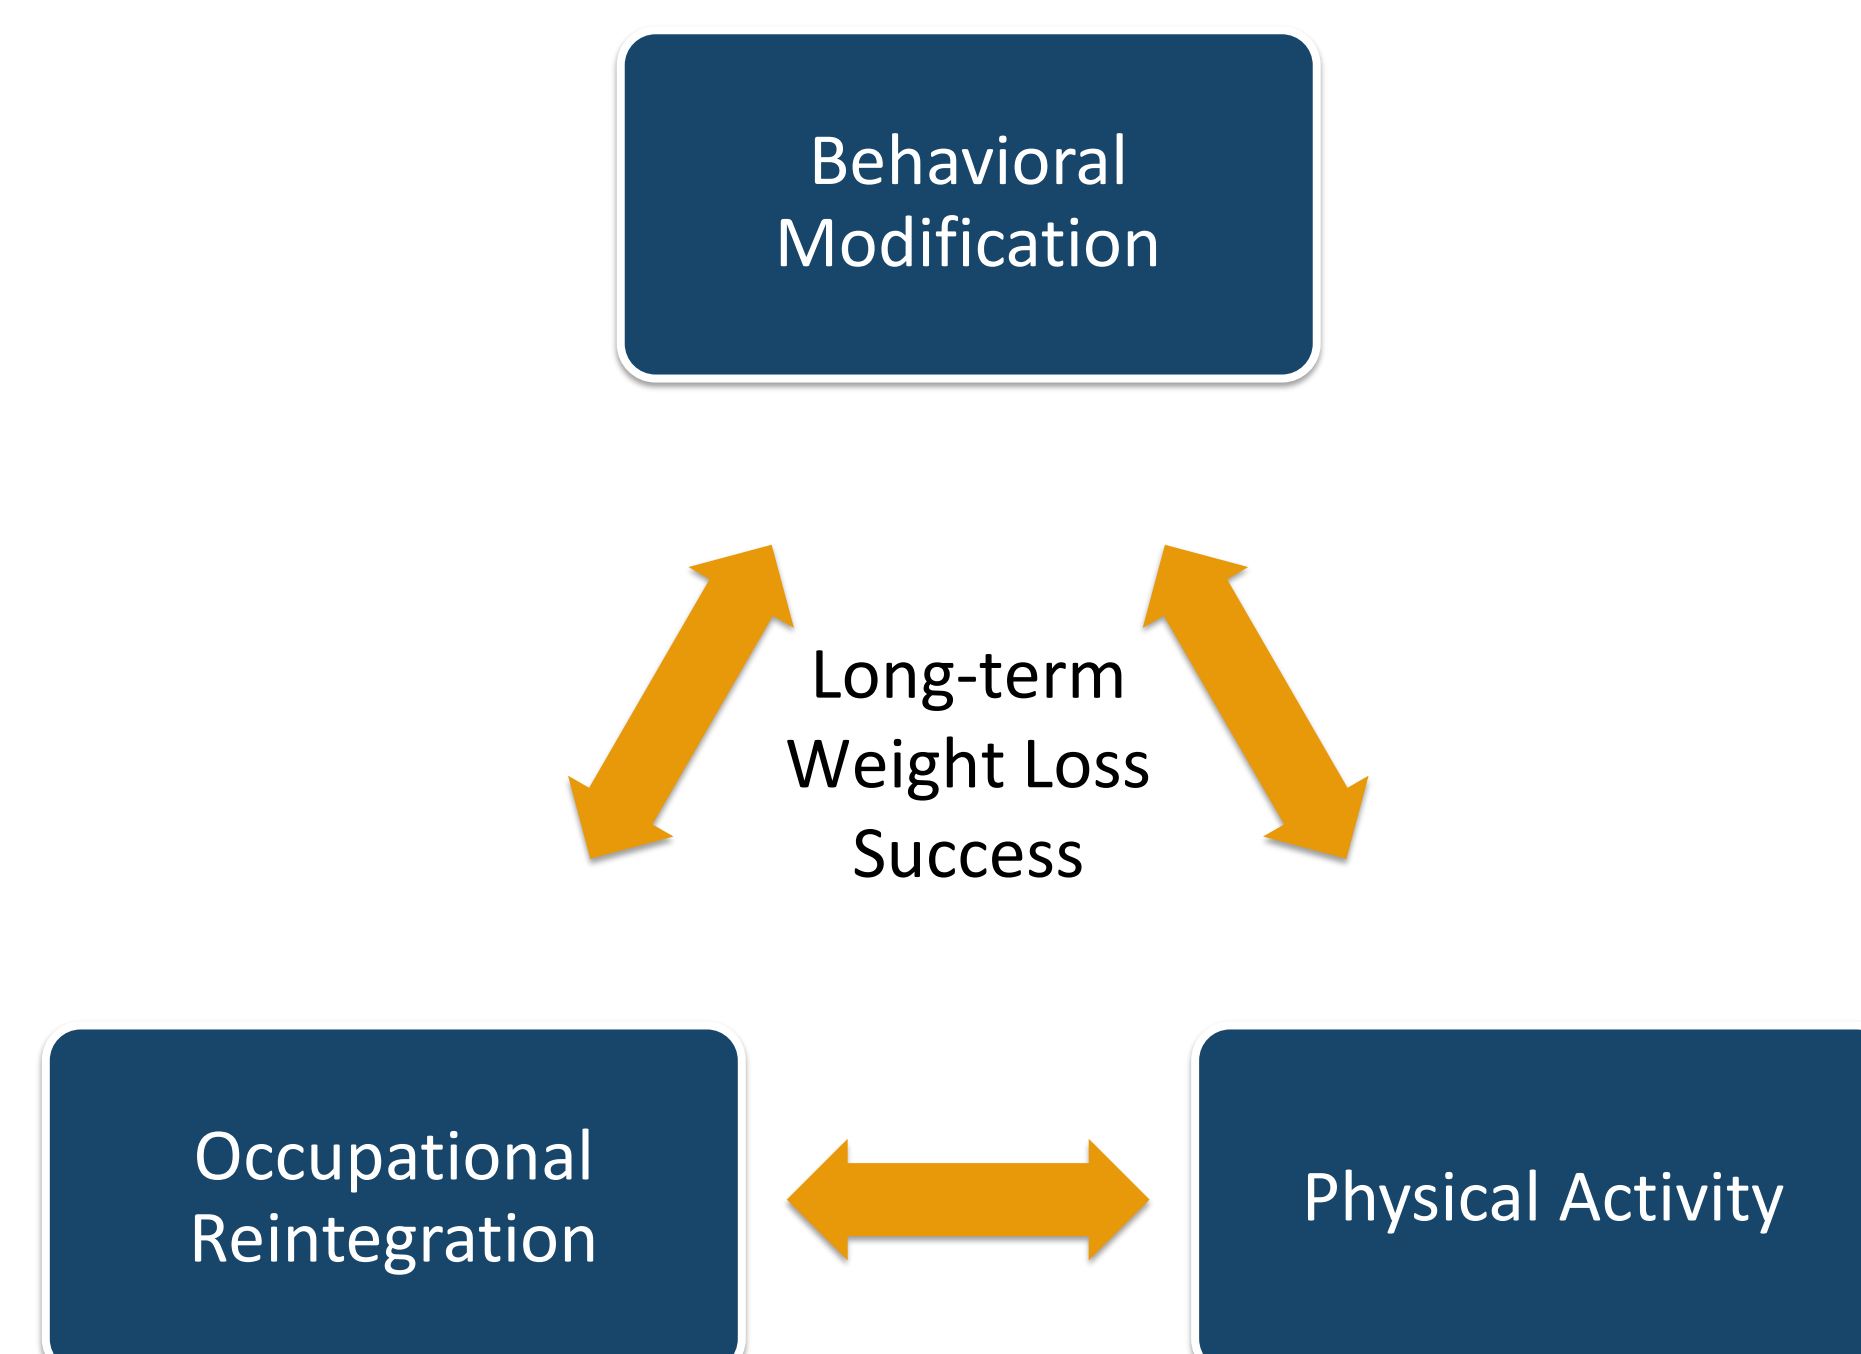 Behavioral
Modification
Long-term
Weight Loss
Success
Occupational
Reintegration
Physical Activity